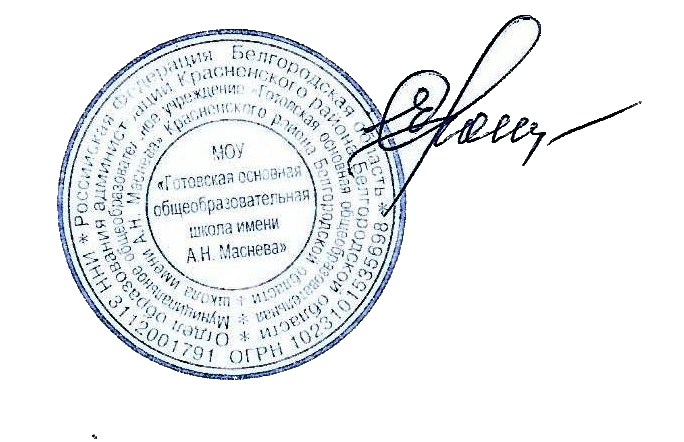 * Российская Федерация Белгородская область *
ИНН 3112001791 ОГРН 1023101535698
Отдел образования администрации Красненского района Белгородской области *
Муниципальное общеобразовательное учреждение «Готовская основная общеобразовательная
школа имени А.Н. Маснева» Красненского района Белгородской области *
МОУ
«Готовская основная
общеобразовательная
школа имени
А.Н. Маснева»